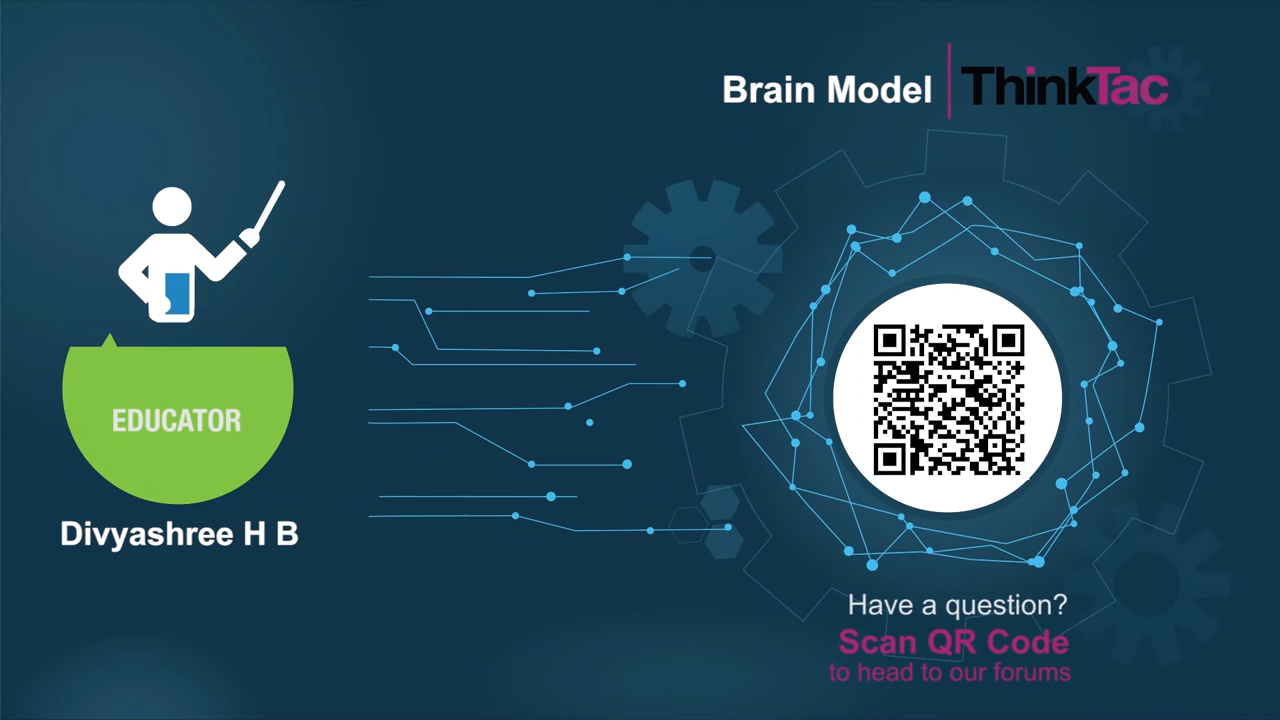 Brain Model ThinkTac
EDUCATOR
Divyashree H B
Have a question?
Scan QR Code
to head to our forums